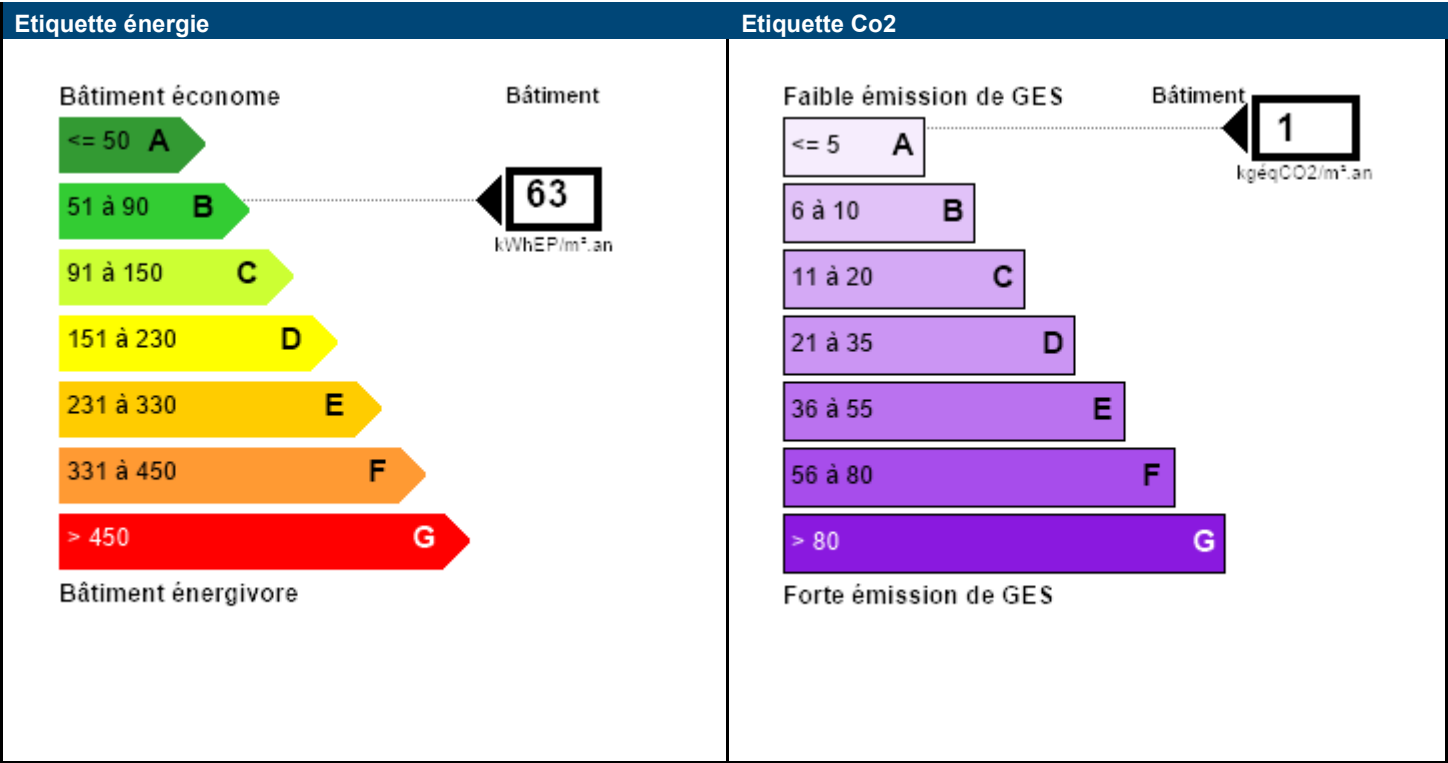 Etiquette énergie
Bâtiment économe
Bâtiment
<= 50 A
51 à 90 B
63
kWhEP/m².an
91 à 150 C
151 à 230 D
231 à 330 E
331 à 450 F
> 450 G
Bâtiment énergivore
Etiquette Co2
Faible émission de GES
Bâtiment
<= 5 A
1
kgéqCO2/m².an
6 à 10 B
11 à 20 C
21 à 35 D
36 à 55 E
56 à 80 F
> 80 G
Forte émission de GES